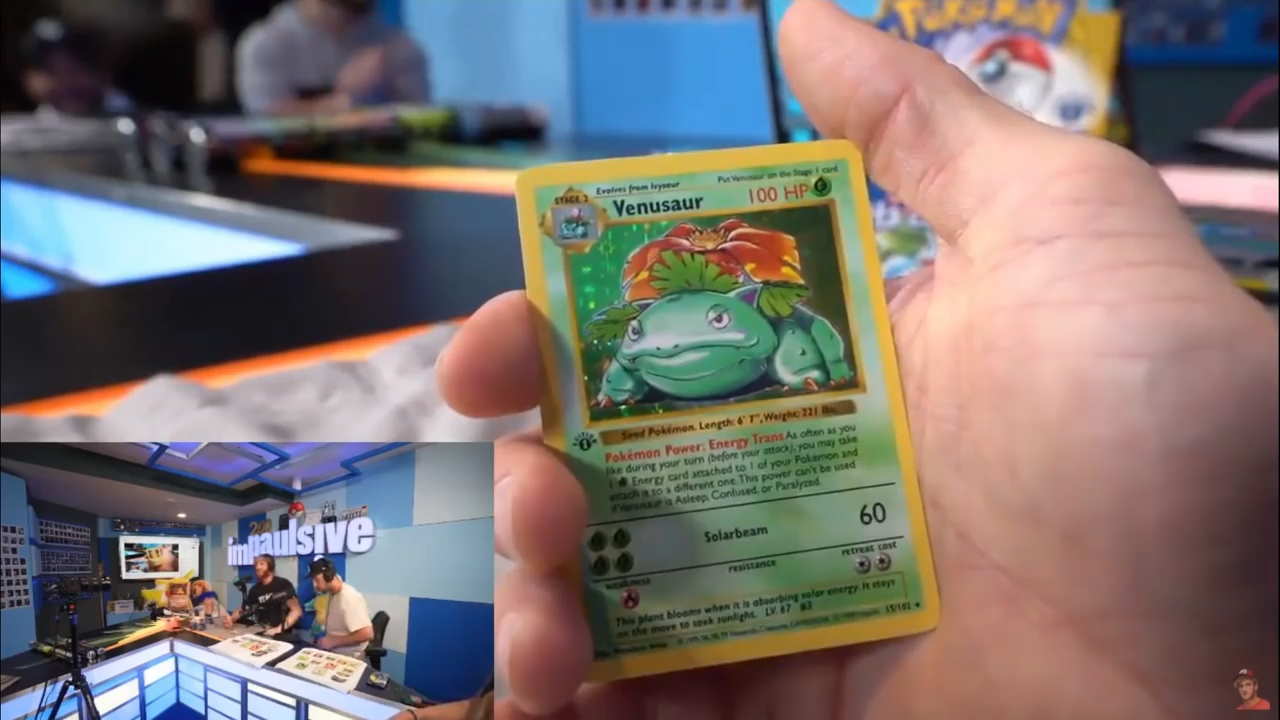 Pokémon
Evolves from Ivysaur
Put Venusaur on the Stage 1 card
STAGE 2
Venusaur
100 HP
Seed Pokémon. Length: 6' 7", Weight: 221 lbs.
EDITION
1
Pokémon Power: Energy Trans As often as you
like during your turn (before your attack), you may take
1 Energy card attached to 1 of your Pokémon and
attach it to a different one. This power can't be used
if Venusaur is Asleep, Confused, or Paralyzed.
Solarbeam
60
weakness
resistance
retreat cost
This plant blooms when it is absorbing solar energy. It stays
on the move to seek sunlight. LV. 67 #3
15/102
impaulsive